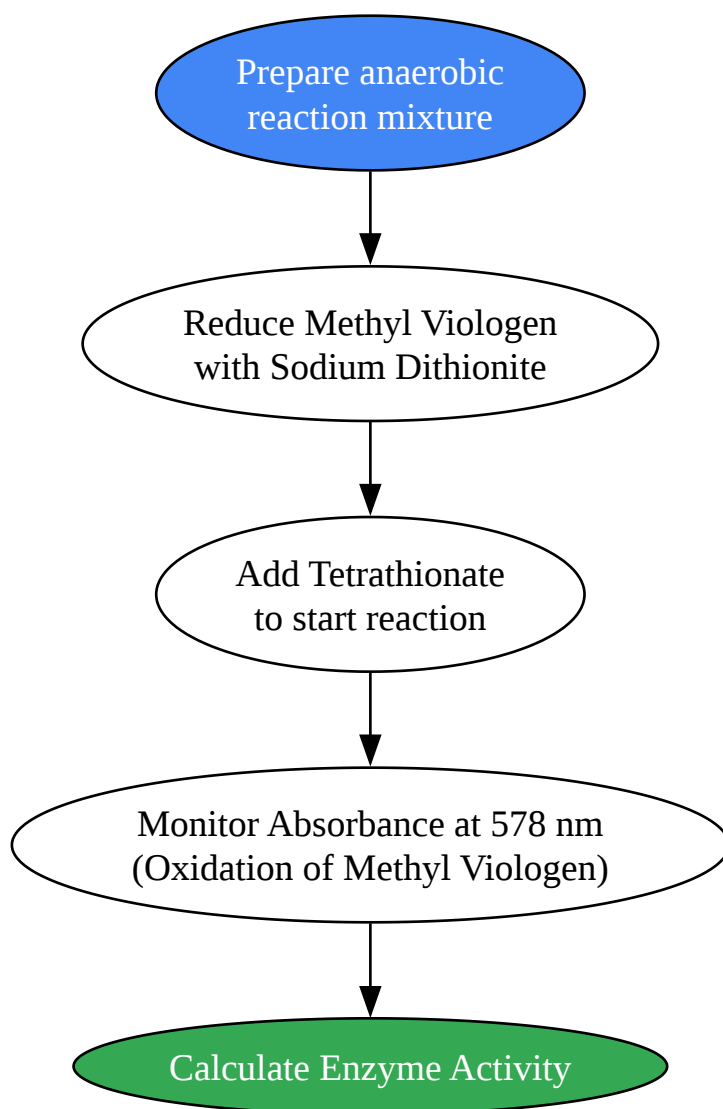 Prepare anaerobic
reaction mixture
Reduce Methyl Viologen
with Sodium Dithionite
Add Tetrathionate
to start reaction
Monitor Absorbance at 578 nm
(Oxidation of Methyl Viologen)
Calculate Enzyme Activity